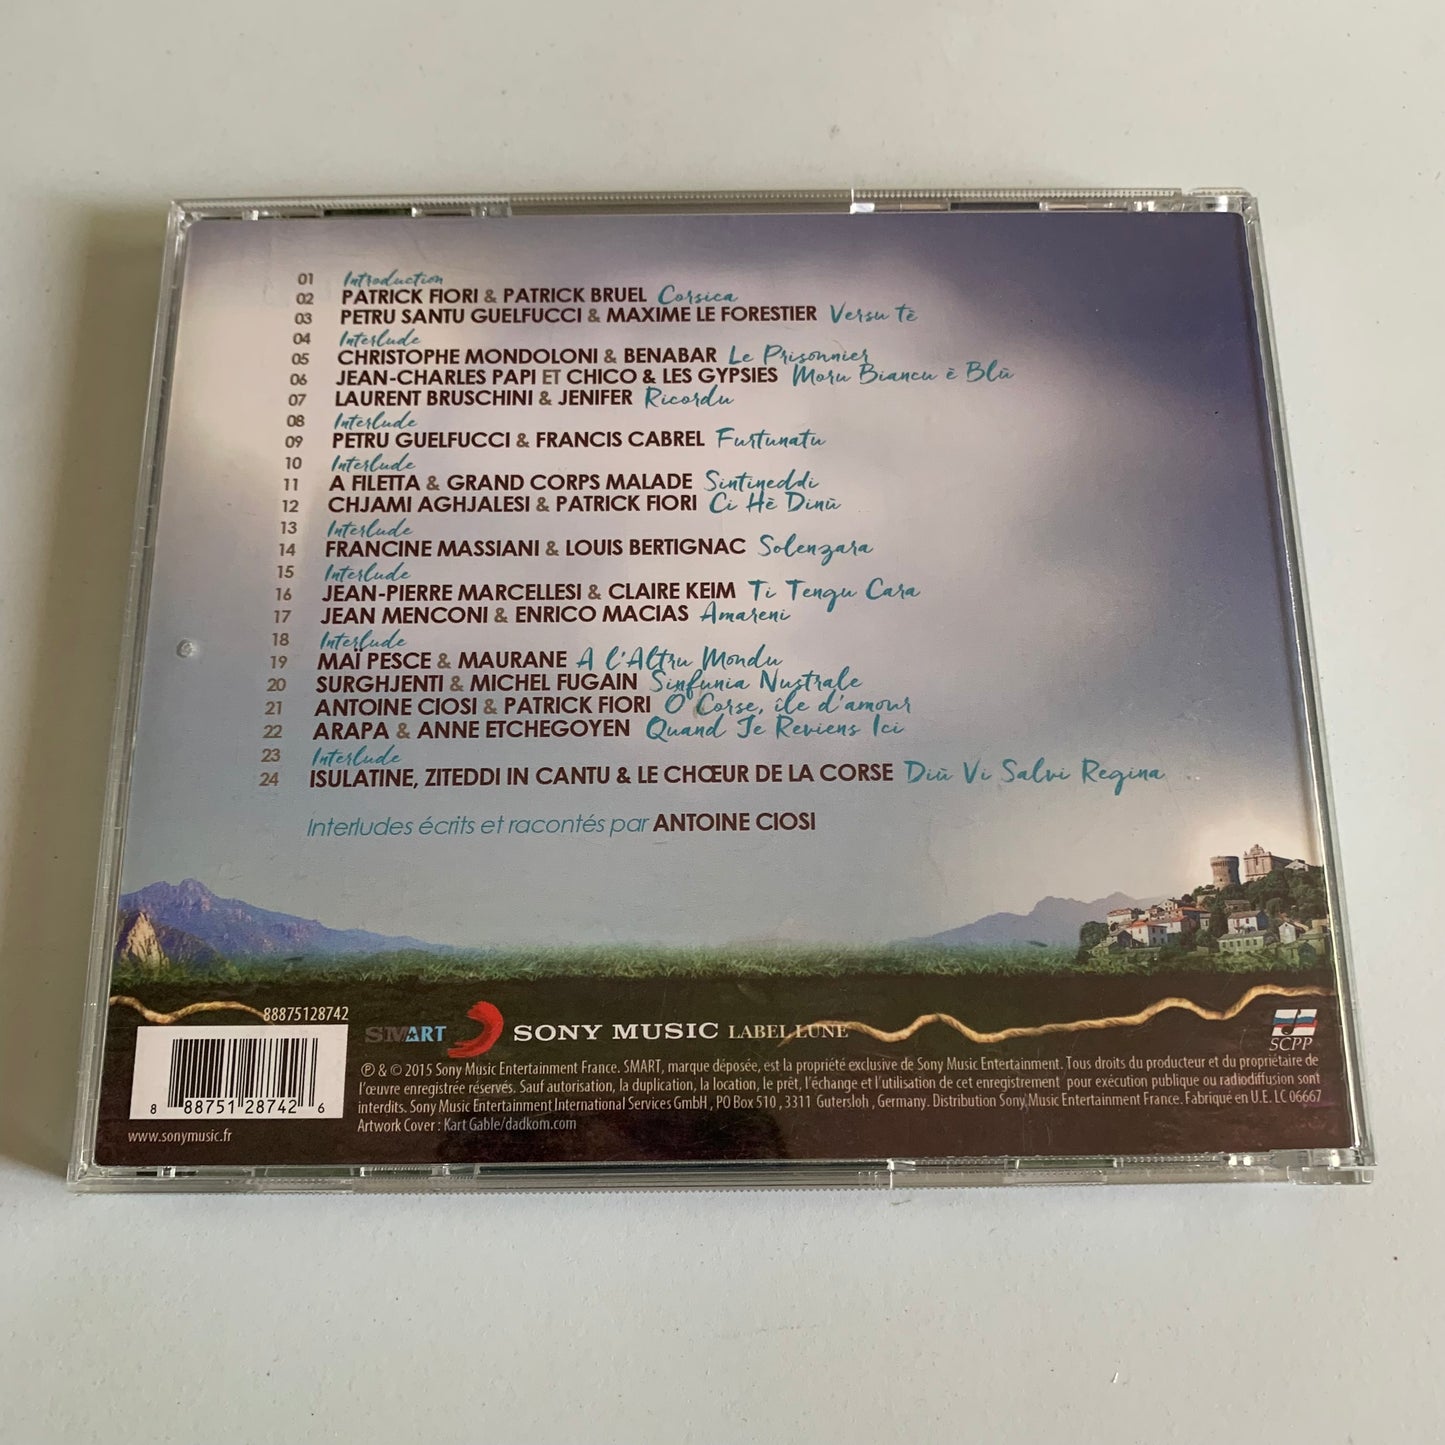 01 Introduction
02 PATRICK FIORI & PATRICK BRUEL Corsica
03 PETRU SANTU GUELFUCCI & MAXIME LE FORESTIER Versu tè
04 Interlude
05 CHRISTOPHE MONDOLONI & BENABAR Le Prisonnier
06 JEAN-CHARLES PAPI ET CHICO & LES GYPSIES Moru Biancu è Blù
07 LAURENT BRUSCHINI & JENIFER Ricordu
08 Interlude
09 PETRU GUELFUCCI & FRANCIS CABREL Furtunatu
10 Interlude
11 A FILETTA & GRAND CORPS MALADE Sintineddi
12 CHJAMI AGHJALESI & PATRICK FIORI Ci Hè Dinù
13 Interlude
14 FRANCINE MASSIANI & LOUIS BERTIGNAC Solenzara
15 Interlude
16 JEAN-PIERRE MARCELLESI & CLAIRE KEIM Ti Tengu Cara
17 JEAN MENCONI & ENRICO MACIAS Amareni
18 Interlude
19 MAÏ PESCE & MAURANE A l'Altru Mondu
20 SURGHJENTI & MICHEL FUGAIN Sinfunia Nustrale
21 ANTOINE CIOSI & PATRICK FIORI O Corse, île d'amour
22 ARAPA & ANNE ETCHEGOYEN Quand Je Reviens Ici
23 Interlude
24 ISULATINE, ZITEDDI IN CANTU & LE CHŒUR DE LA CORSE Diù Vi Salvi Regina
Interludes écrits et racontés par ANTOINE CIOSI
88875128742
SMART SONY MUSIC LABEL LUNE
SCPP
℗ & © 2015 Sony Music Entertainment France. SMART, marque déposée, est la propriété exclusive de Sony Music Entertainment. Tous droits du producteur et du propriétaire de
l'œuvre enregistrée réservés. Sauf autorisation, la duplication, la location, le prêt, l'échange et l'utilisation de cet enregistrement pour exécution publique ou radiodiffusion sont
interdits. Sony Music Entertainment International Services GmbH, PO Box 510, 3311 Gutersloh, Germany. Distribution Sony Music Entertainment France. Fabriqué en U.E. LC 06667
Artwork Cover : Kart Gable/dadkom.com
8 88751 28742 6
www.sonymusic.fr